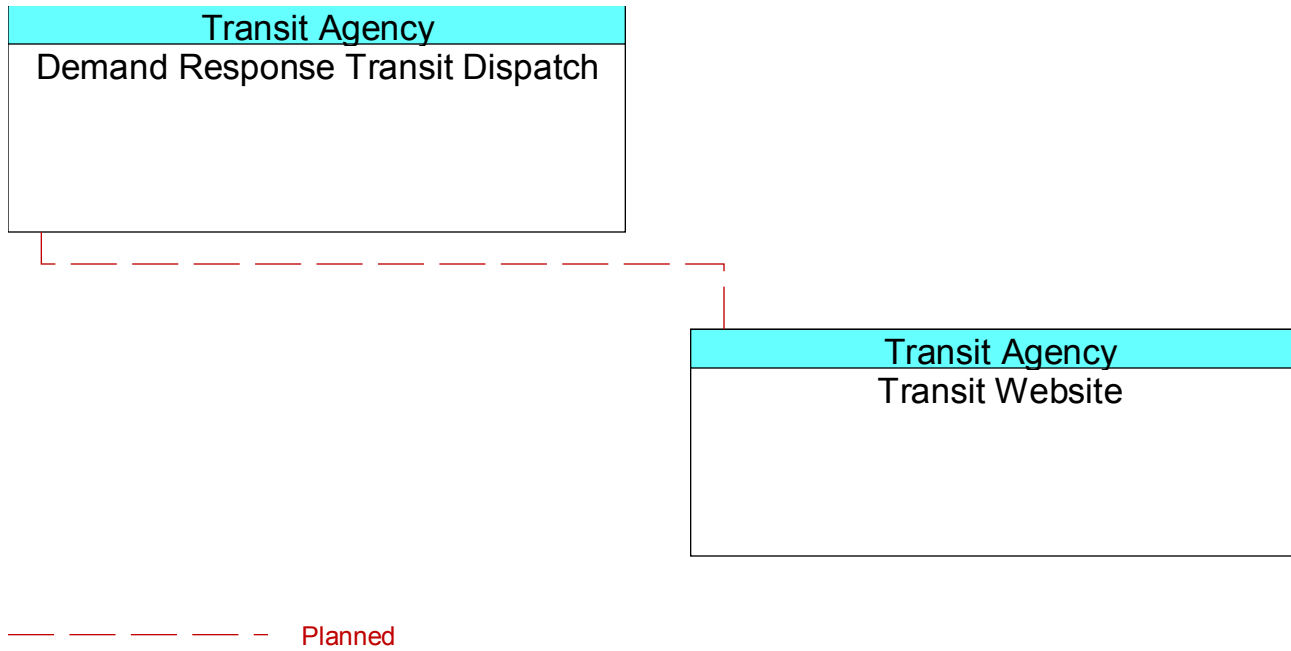 Transit Agency
Demand Response Transit Dispatch
Transit Agency
Transit Website
Planned